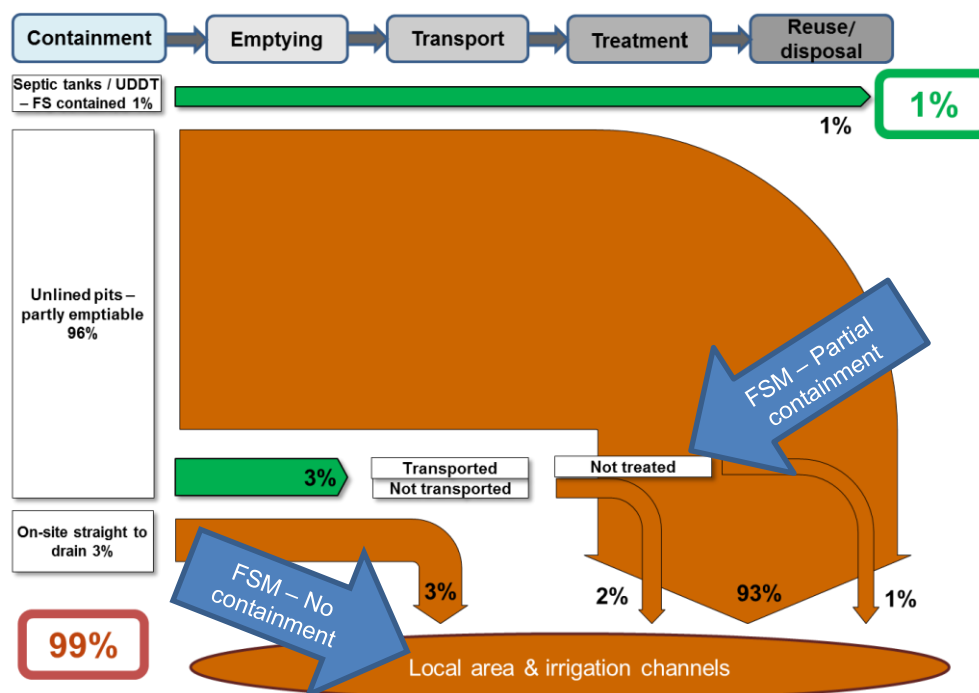 Containment
Emptying
Transport
Treatment
Reuse/
disposal
Septic tanks / UDDT
– FS contained 1%
1%
1%
Unlined pits –
partly emptiable
96%
FSM – Partial
containment
3%
Transported
Not transported
Not treated
On-site straight to
drain 3%
FSM – No
containment
3%
2%
93%
1%
99%
Local area & irrigation channels